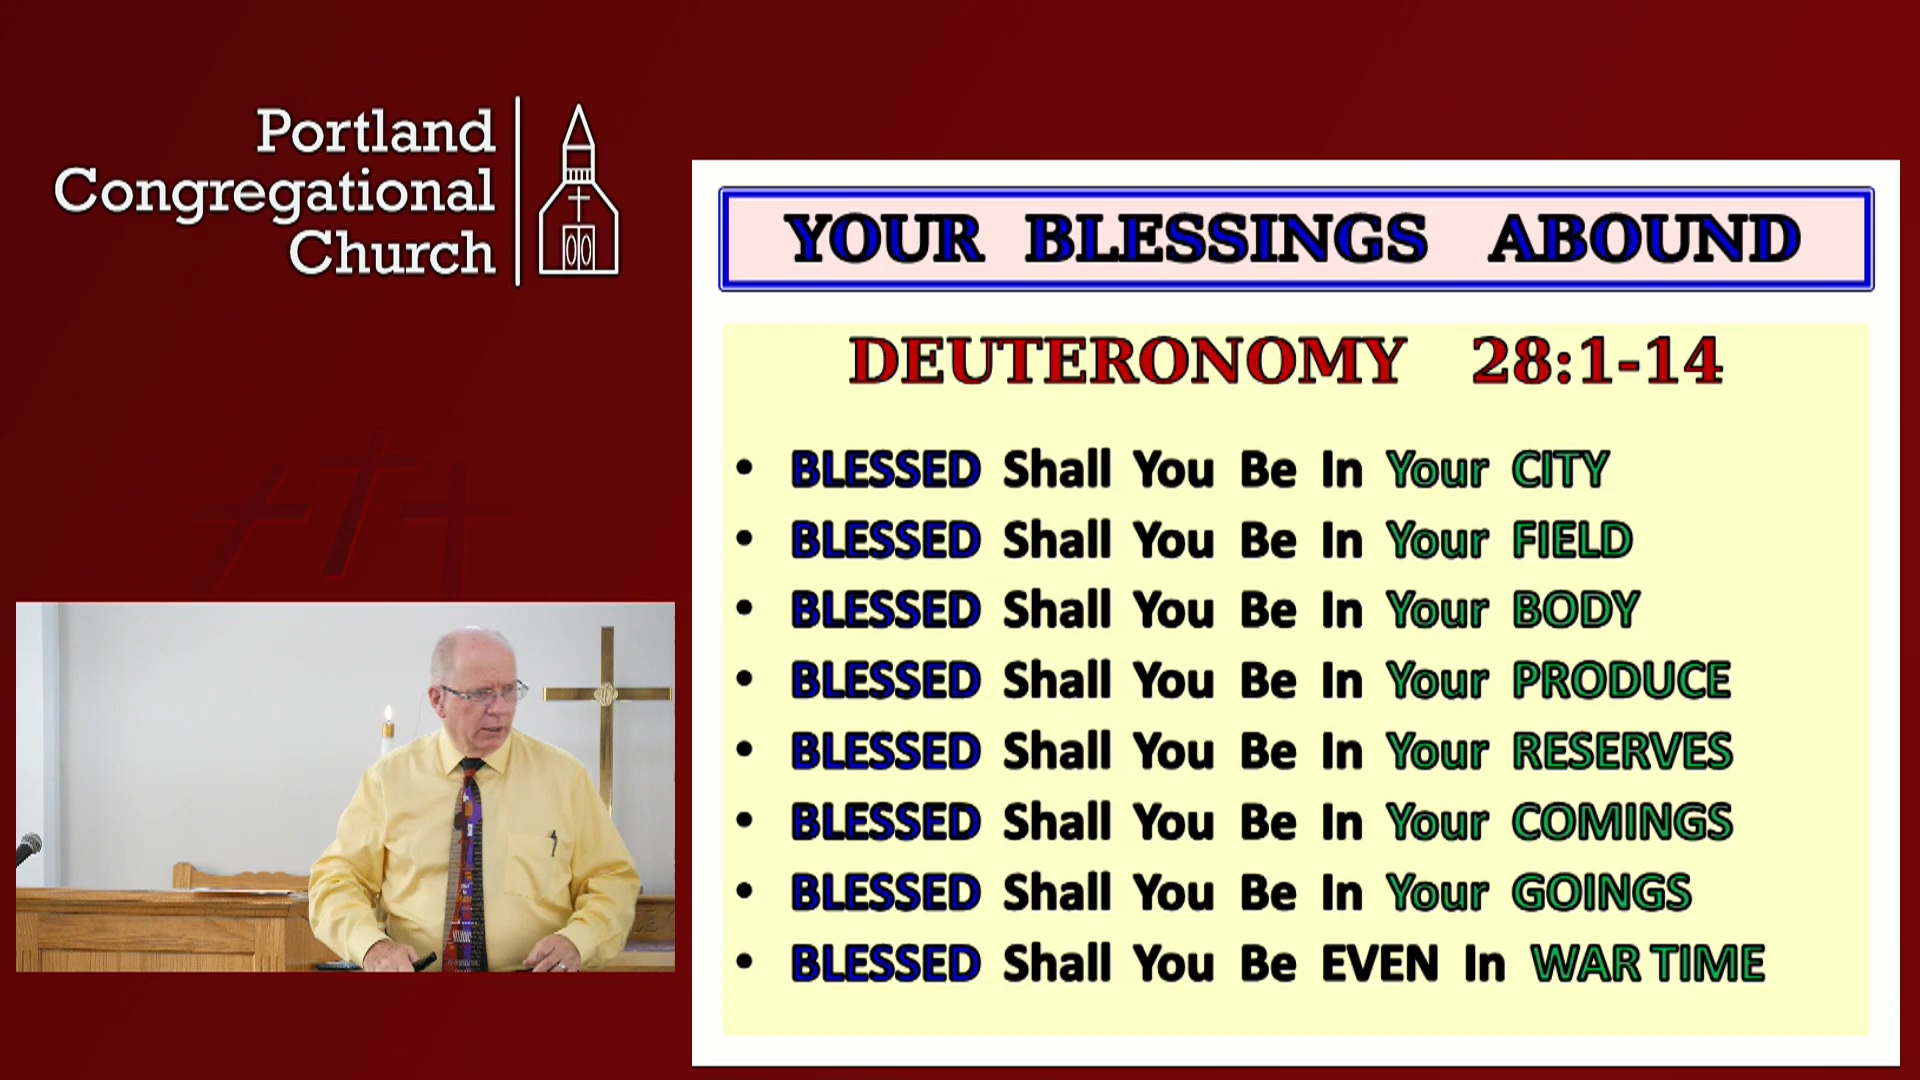 Portland
Congregational
Church
YOUR BLESSINGS ABOUND
DEUTERONOMY 28:1-14
• BLESSED Shall You Be In Your CITY
• BLESSED Shall You Be In Your FIELD
• BLESSED Shall You Be In Your BODY
• BLESSED Shall You Be In Your PRODUCE
• BLESSED Shall You Be In Your RESERVES
• BLESSED Shall You Be In Your COMINGS
• BLESSED Shall You Be In Your GOINGS
• BLESSED Shall You Be EVEN In WAR TIME